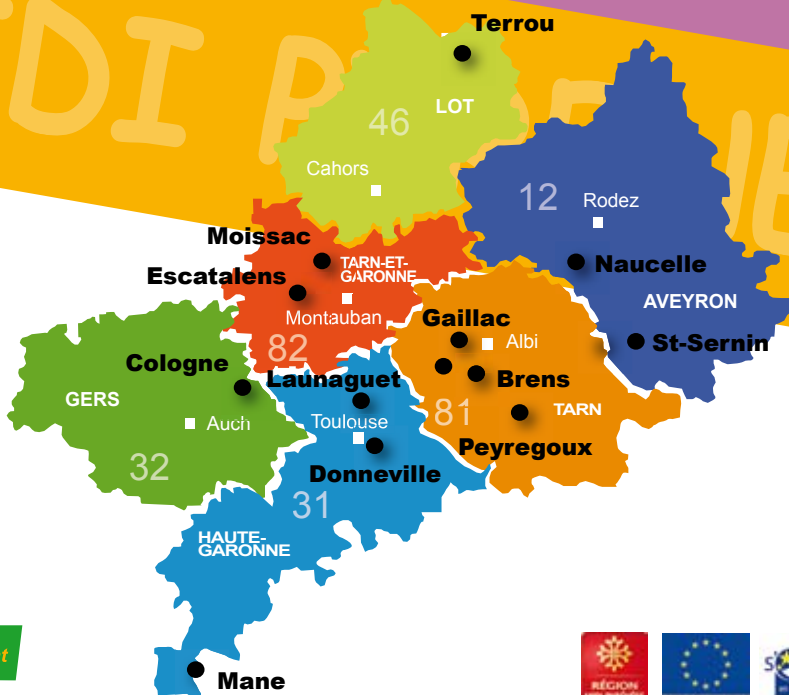 Terrou
LOT
46
Cahors
12
Rodez
Moissac
TARN-ET-
GARONNE
Naucelle
Escatalens
Montauban
AVEYRON
Gaillac
Albi
St-Sernin
82
Cologne
Launaguet
Brens
GERS
81
TARN
Auch
Toulouse
Peyregoux
32
Donneville
31
HAUTE-
GARONNE
Mane
RÉGION